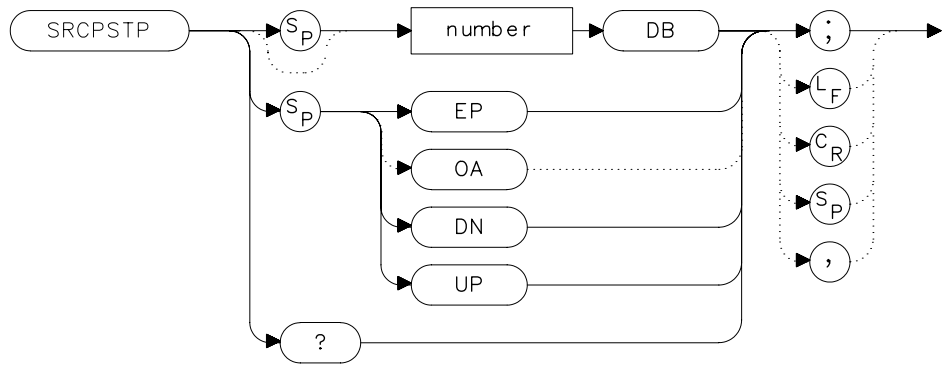 SRCPSTP SP number DB ;
SP EP LF
OA CR
DN SP
UP ,
?